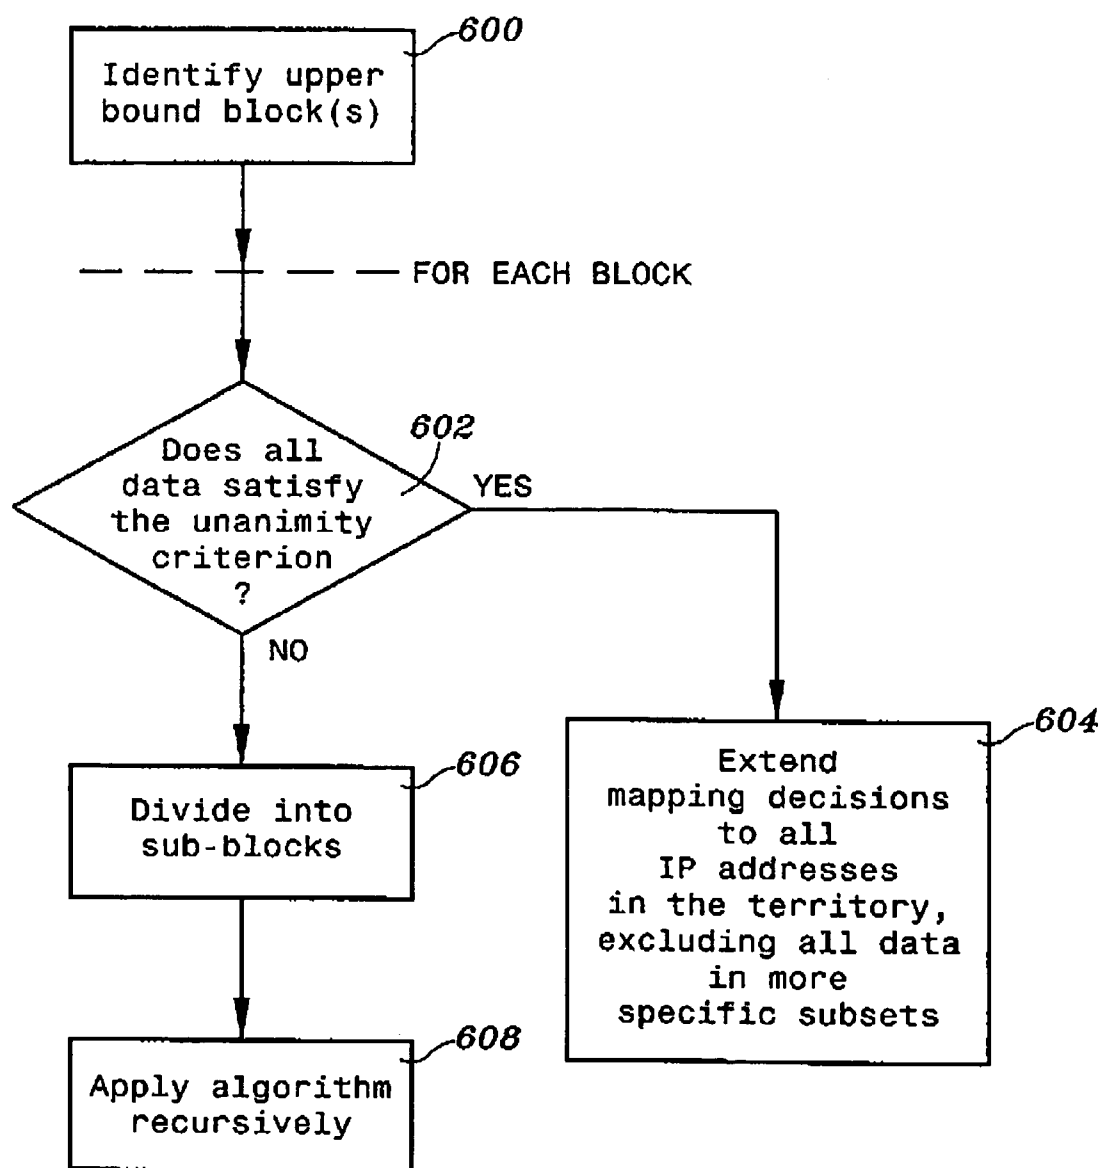 600
Identify upper
bound block(s)
FOR EACH BLOCK
602
Does all
data satisfy
the unanimity
criterion
?
YES
NO
604
Extend
mapping decisions
to all
IP addresses
in the territory,
excluding all data
in more
specific subsets
606
Divide into
sub-blocks
608
Apply algorithm
recursively